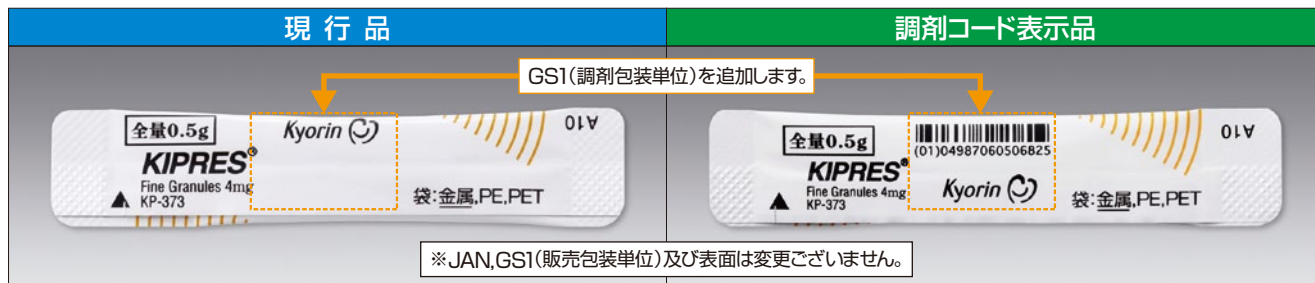 現行品
調剤コード表示品
GS1(調剤包装単位)を追加します。
全量0.5g
KIPRES®
Fine Granules 4mg
KP-373
Kyorin
A10
袋:金属,PE,PET
全量0.5g
KIPRES®
Fine Granules 4mg
KP-373
(01)04987060506825
Kyorin
A10
袋:金属,PE,PET
※JAN,GS1(販売包装単位)及び表面は変更ございません。